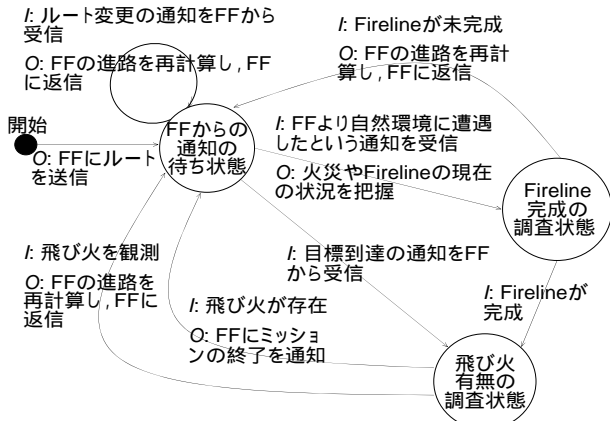 I: ルート変更の通知をFFから
受信
O: FFの進路を再計算し, FF
に返信
I: Firelineが未完成
O: FFの進路を再計
算し, FFに返信
開始
O: FFにルート
を送信
FFからの
通知の
待ち状態
I: FFより自然環境に遭遇
したという通知を受信
O: 火災やFirelineの現在
の状況を把握
Fireline
完成の
調査状態
I: 飛び火を観測
O: FFの進路を
再計算し, FFに
返信
I: 目標到達の通知をFF
から受信
I: 飛び火が存在
O: FFにミッショ
ンの終了を通知
I: Firelineが
完成
飛び火
有無の
調査状態